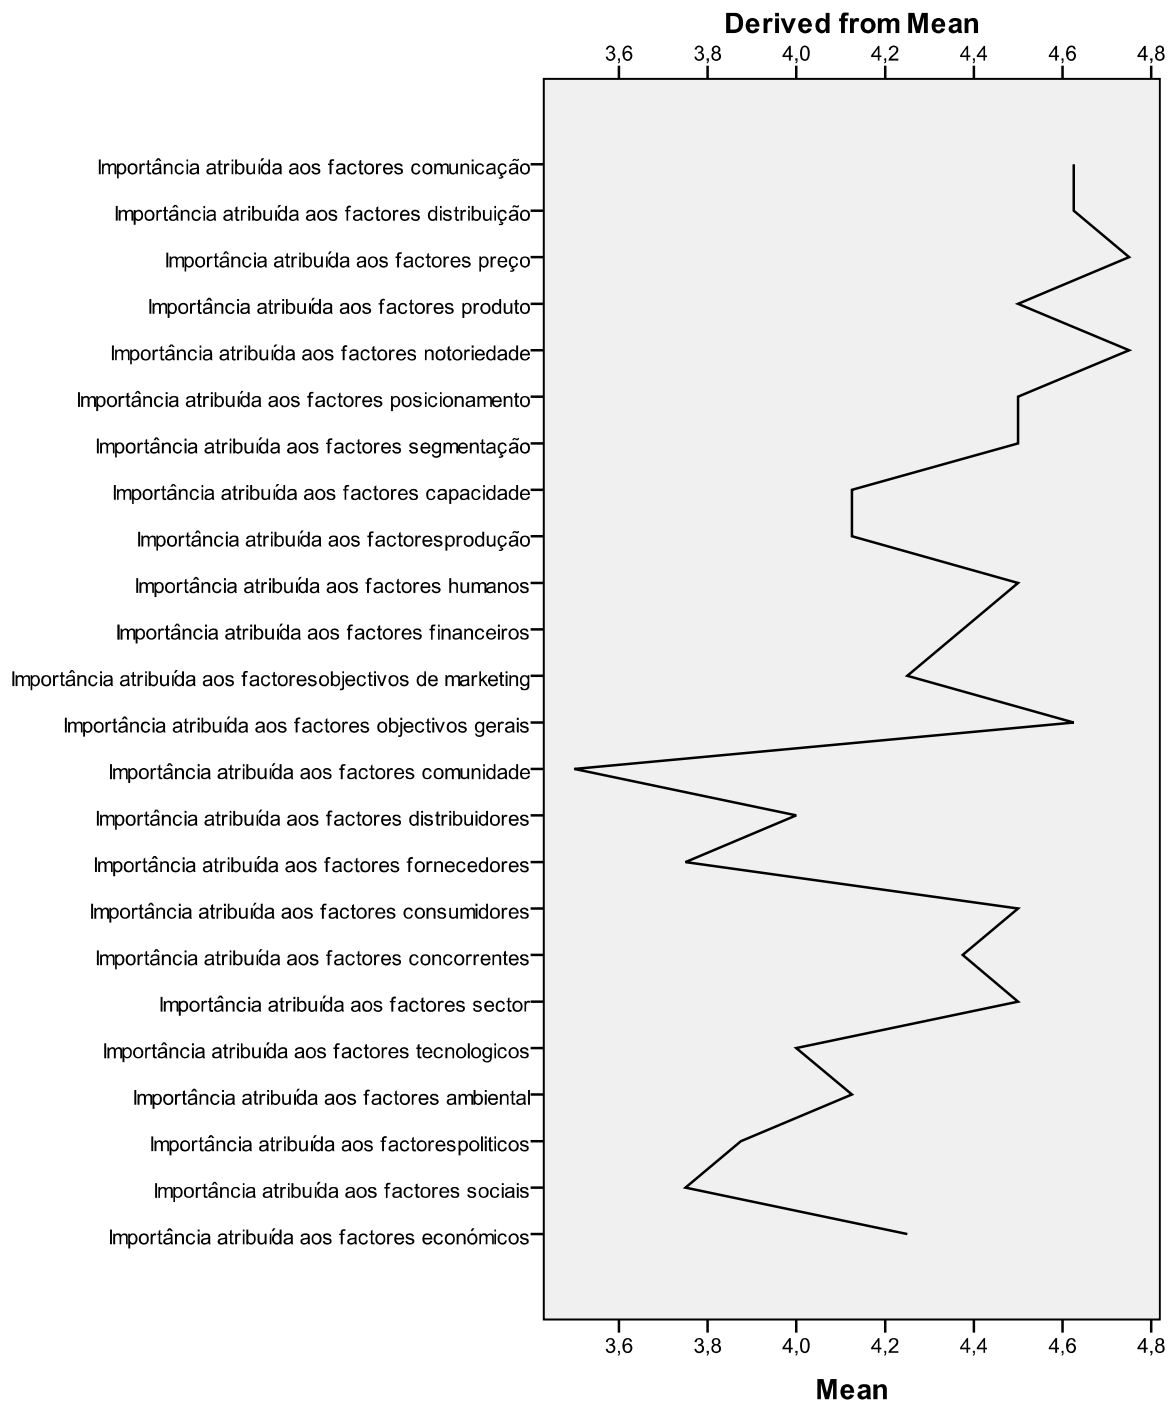 Derived from Mean
3,6 3,8 4,0 4,2 4,4 4,6 4,8
Importância atribuída aos factores comunicação
Importância atribuída aos factores distribuição
Importância atribuída aos factores preço
Importância atribuída aos factores produto
Importância atribuída aos factores notoriedade
Importância atribuída aos factores posicionamento
Importância atribuída aos factores segmentação
Importância atribuída aos factores capacidade
Importância atribuída aos factoresprodução
Importância atribuída aos factores humanos
Importância atribuída aos factores financeiros
Importância atribuída aos factoresobjectivos de marketing
Importância atribuída aos factores objectivos gerais
Importância atribuída aos factores comunidade
Importância atribuída aos factores distribuidores
Importância atribuída aos factores fornecedores
Importância atribuída aos factores consumidores
Importância atribuída aos factores concorrentes
Importância atribuída aos factores sector
Importância atribuída aos factores tecnologicos
Importância atribuída aos factores ambiental
Importância atribuída aos factorespoliticos
Importância atribuída aos factores sociais
Importância atribuída aos factores económicos
3,6 3,8 4,0 4,2 4,4 4,6 4,8
Mean